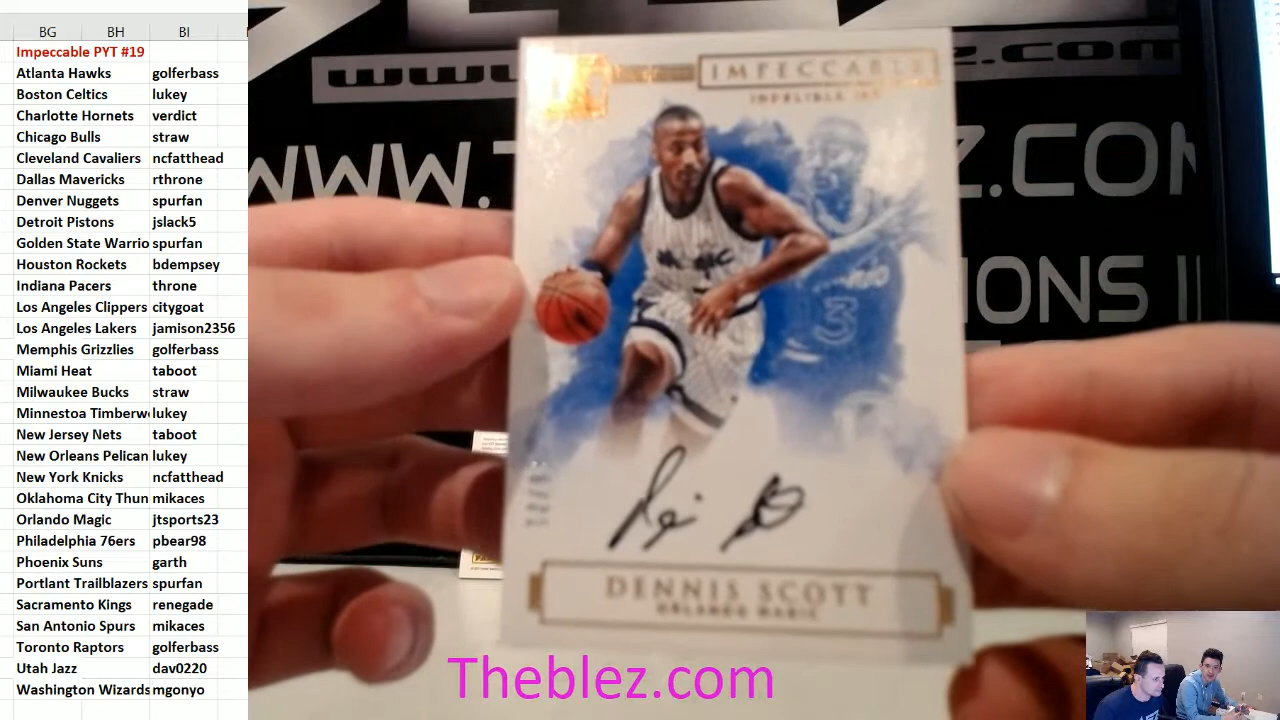 BG BH BI
Impeccable PYT #19
Atlanta Hawks golferbass
Boston Celtics lukey
Charlotte Hornets verdict
Chicago Bulls straw
Cleveland Cavaliers ncfatthead
Dallas Mavericks rthrone
Denver Nuggets spurfan
Detroit Pistons jslack5
Golden State Warrio spurfan
Houston Rockets bdempsey
Indiana Pacers throne
Los Angeles Clippers citygoat
Los Angeles Lakers jamison2356
Memphis Grizzlies golferbass
Miami Heat taboot
Milwaukee Bucks straw
Minnestoa Timberw lukey
New Jersey Nets taboot
New Orleans Pelican lukey
New York Knicks ncfatthead
Oklahoma City Thun mikaces
Orlando Magic jtsports23
Philadelphia 76ers pbear98
Phoenix Suns garth
Portlant Trailblazers spurfan
Sacramento Kings renegade
San Antonio Spurs mikaces
Toronto Raptors golferbass
Utah Jazz dav0220
Washington Wizards mgonyo
IMPECCABLE
INDELIBLE INK
WWW.
Z.COM
IONS
MAGIC
3
DENNIS SCOTT
ORLANDO MAGIC
Theblez.com